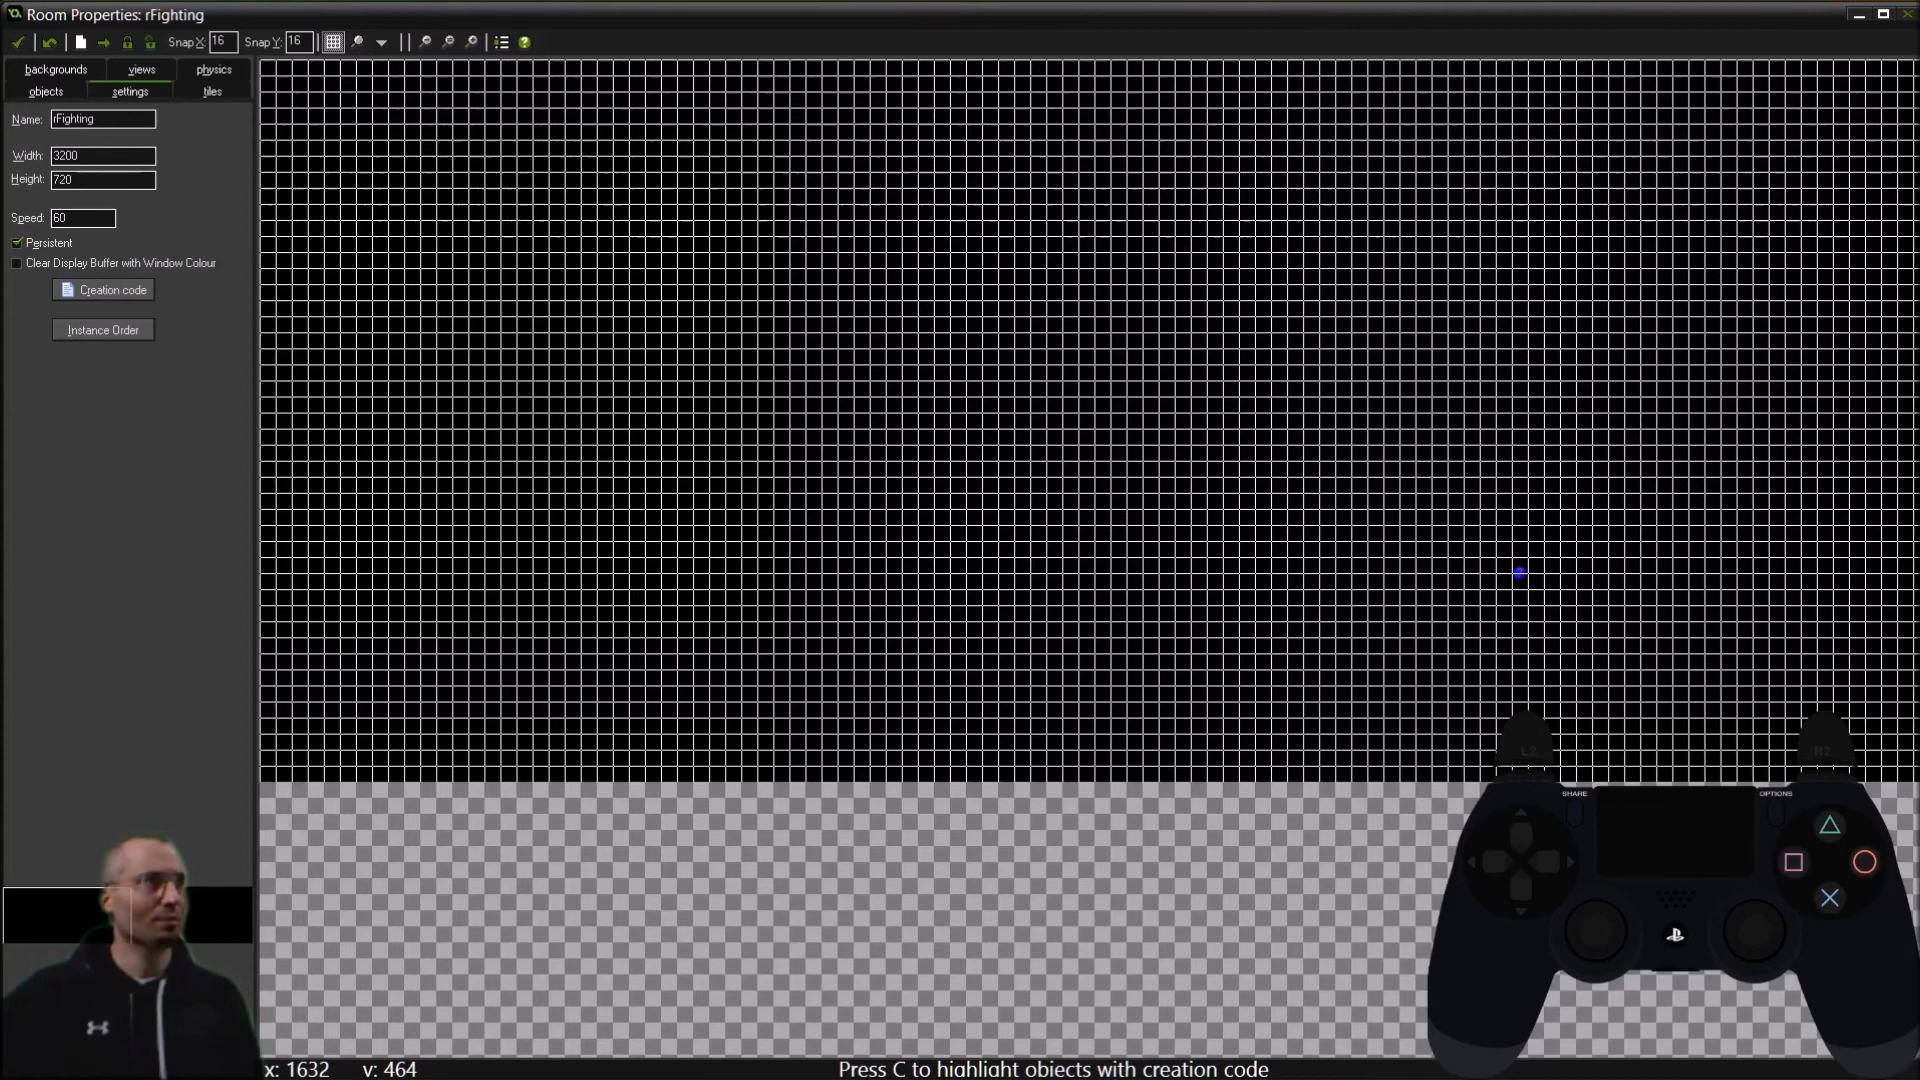 Room Properties: rFighting
Snap X: 16 Snap Y: 16
backgrounds views physics
objects settings tiles
Name: rFighting
Width: 3200
Height: 720
Speed: 60
Persistent
Clear Display Buffer with Window Colour
Creation code
Instance Order
L2 R2
SHARE OPTIONS
x: 1632 y: 464 Press C to highlight objects with creation code